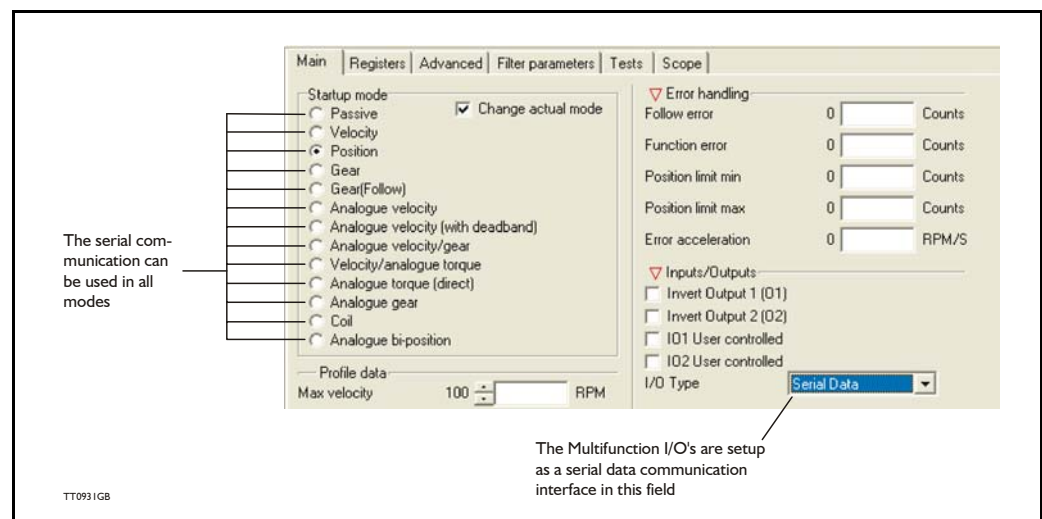 Main Registers Advanced Filter parameters Tests Scope
Startup mode
Change actual mode
Passive
Velocity
Position
Gear
Gear(Follow)
Analogue velocity
Analogue velocity (with deadband)
Analogue velocity/gear
Velocity/analogue torque
Analogue torque (direct)
Analogue gear
Coil
Analogue bi-position
Profile data
Max velocity 100 RPM
Error handling
Follow error 0 Counts
Function error 0 Counts
Position limit min 0 Counts
Position limit max 0 Counts
Error acceleration 0 RPM/S
Inputs/Outputs
Invert Output 1 (O1)
Invert Output 2 (O2)
IO1 User controlled
IO2 User controlled
I/O Type Serial Data
The serial com-
munication can
be used in all
modes
The Multifunction I/O's are setup
as a serial data communication
interface in this field
TT0931GB